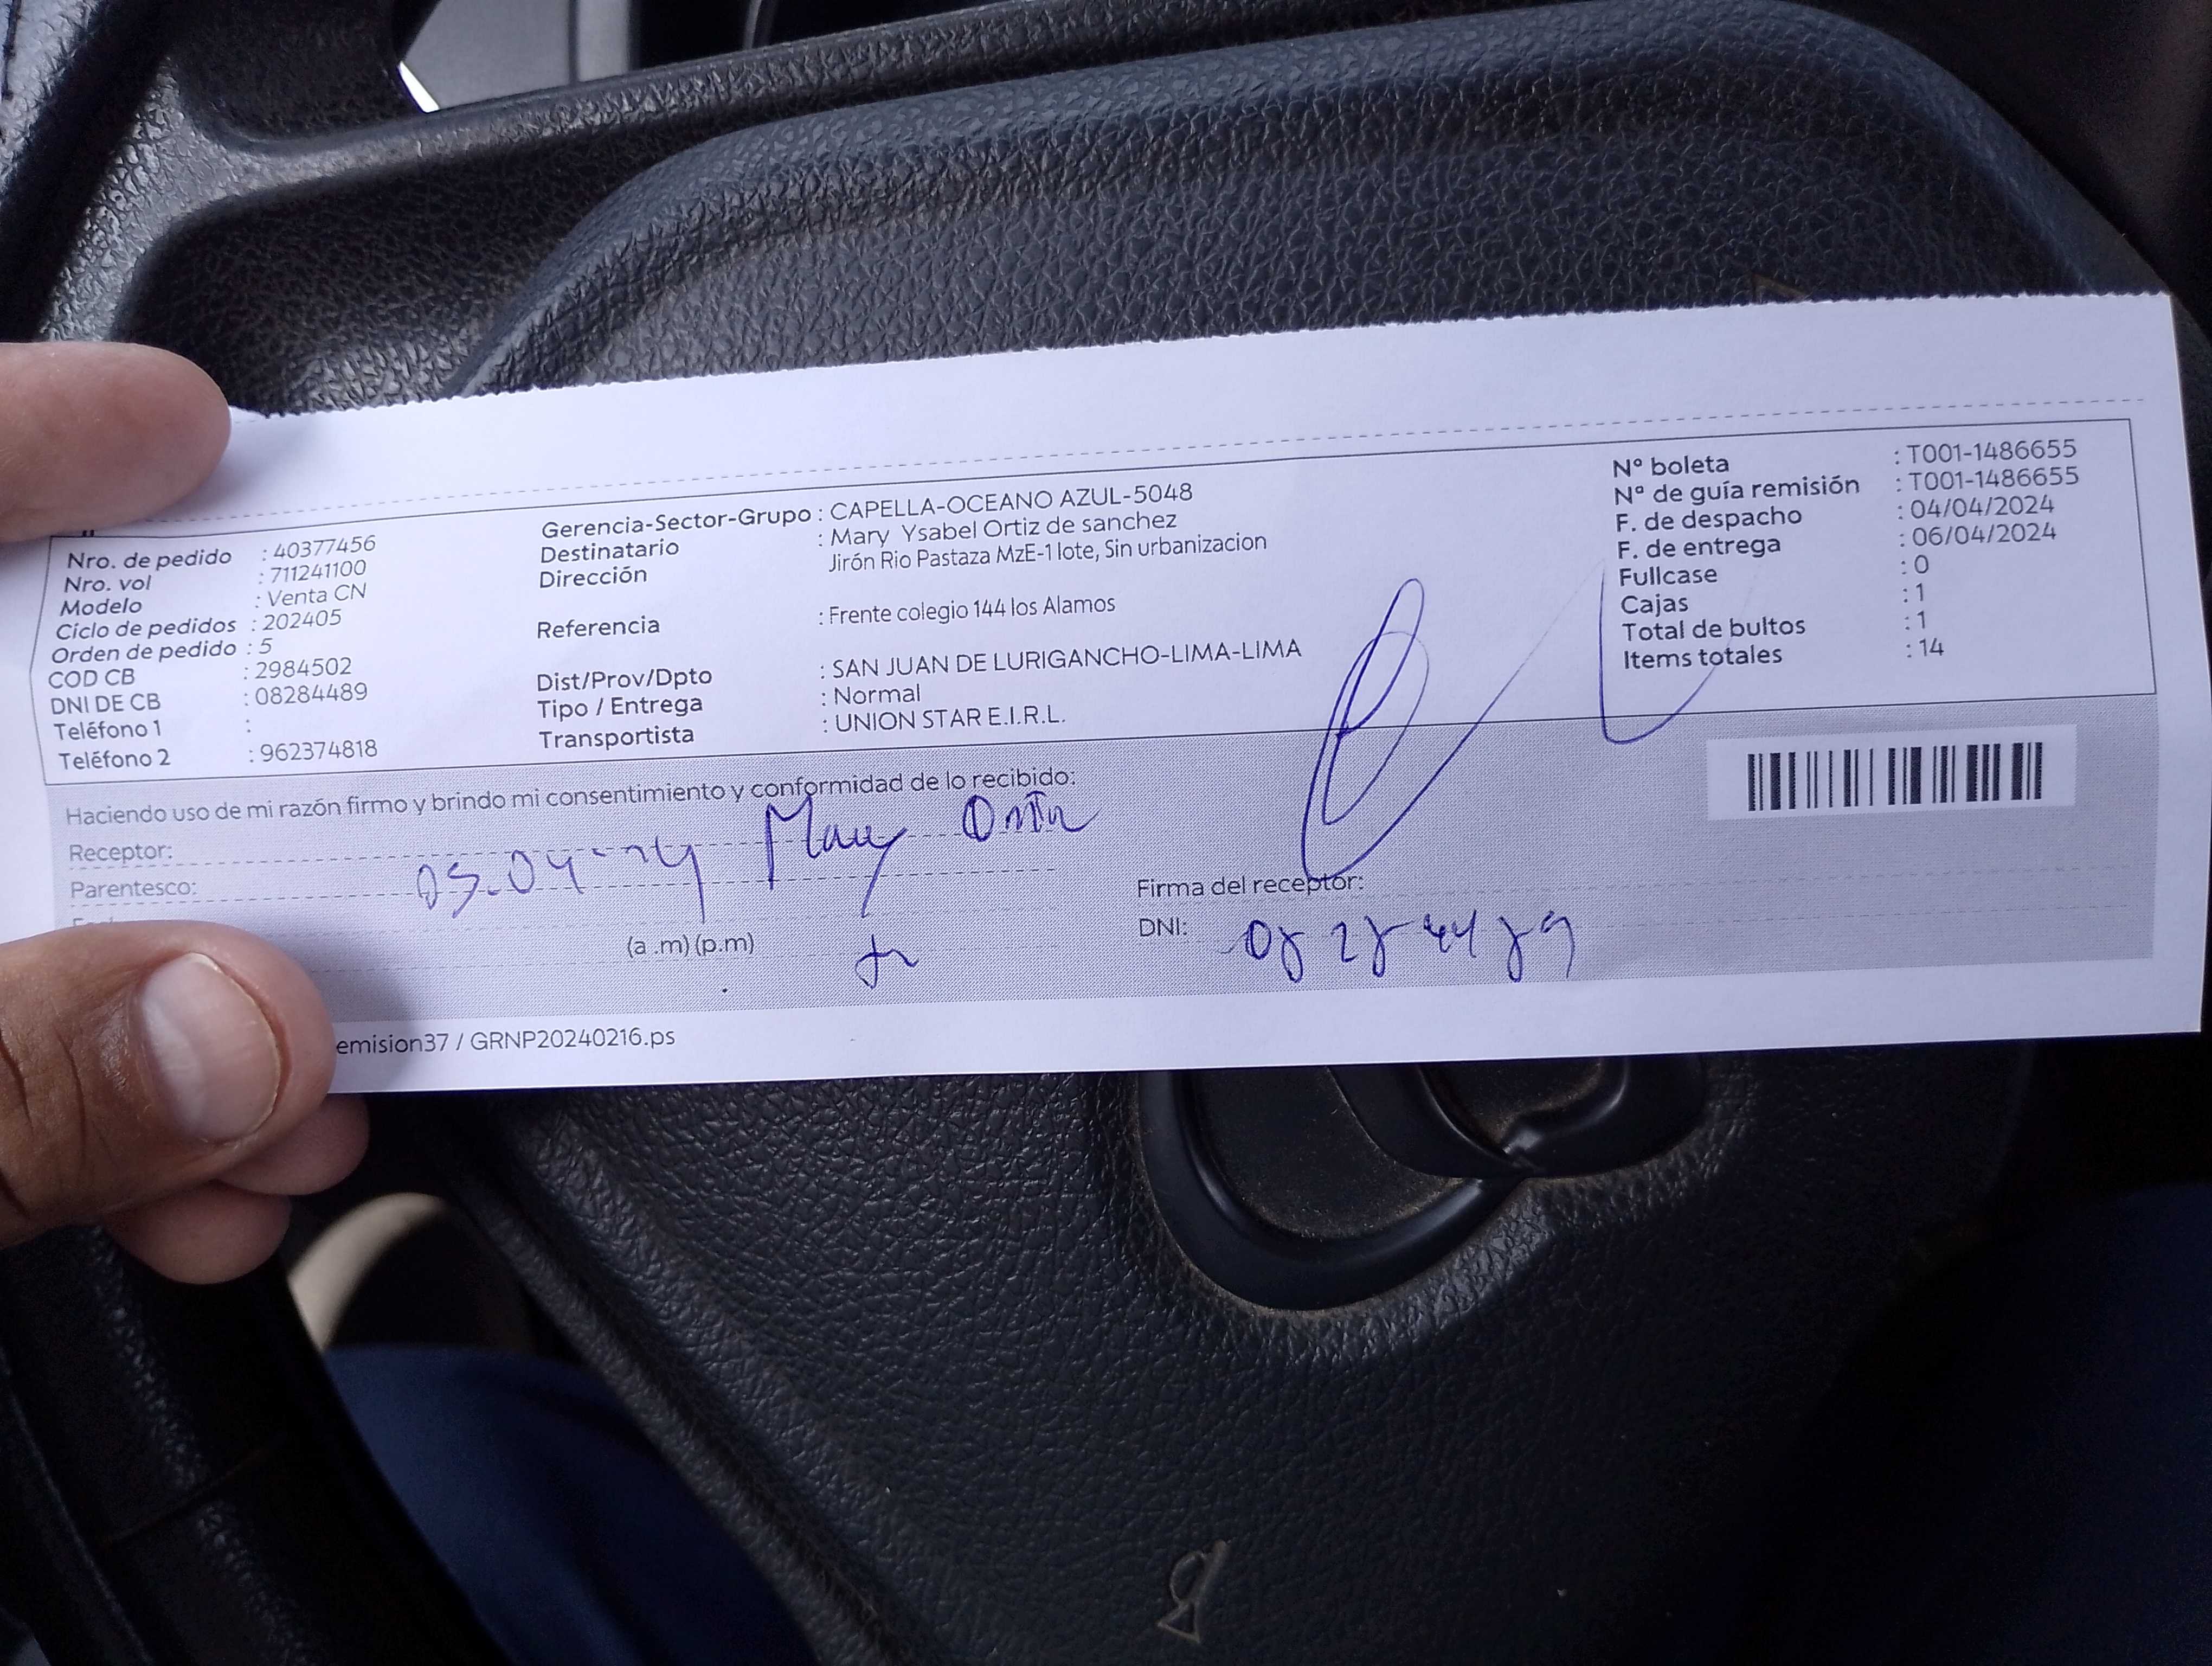 Nro. de pedido : 40377456
Nro. vol : 711241100
Modelo : Venta CN
Ciclo de pedidos : 202405
Orden de pedido : 5
COD CB : 2984502
DNI DE CB : 08284489
Teléfono 1 :
Teléfono 2 : 962374818
Gerencia-Sector-Grupo : CAPELLA-OCEANO AZUL-5048
Destinatario : Mary Ysabel Ortiz de sanchez
Dirección Jirón Rio Pastaza MzE-1 lote, Sin urbanizacion
Referencia : Frente colegio 144 los Alamos
Dist/Prov/Dpto : SAN JUAN DE LURIGANCHO-LIMA-LIMA
Tipo / Entrega : Normal
Transportista : UNION STAR E.I.R.L.
N° boleta : T001-1486655
N° de guía remisión : T001-1486655
F. de despacho : 04/04/2024
F. de entrega : 06/04/2024
Fullcase : 0
Cajas : 1
Total de bultos : 1
Items totales : 14
Haciendo uso de mi razón firmo y brindo mi consentimiento y conformidad de lo recibido:
Receptor: Mary Ortiz
Parentesco: 05-04-24
(a .m) (p.m)
Firma del receptor:
DNI: 08284489
emision37 / GRNP20240216.ps